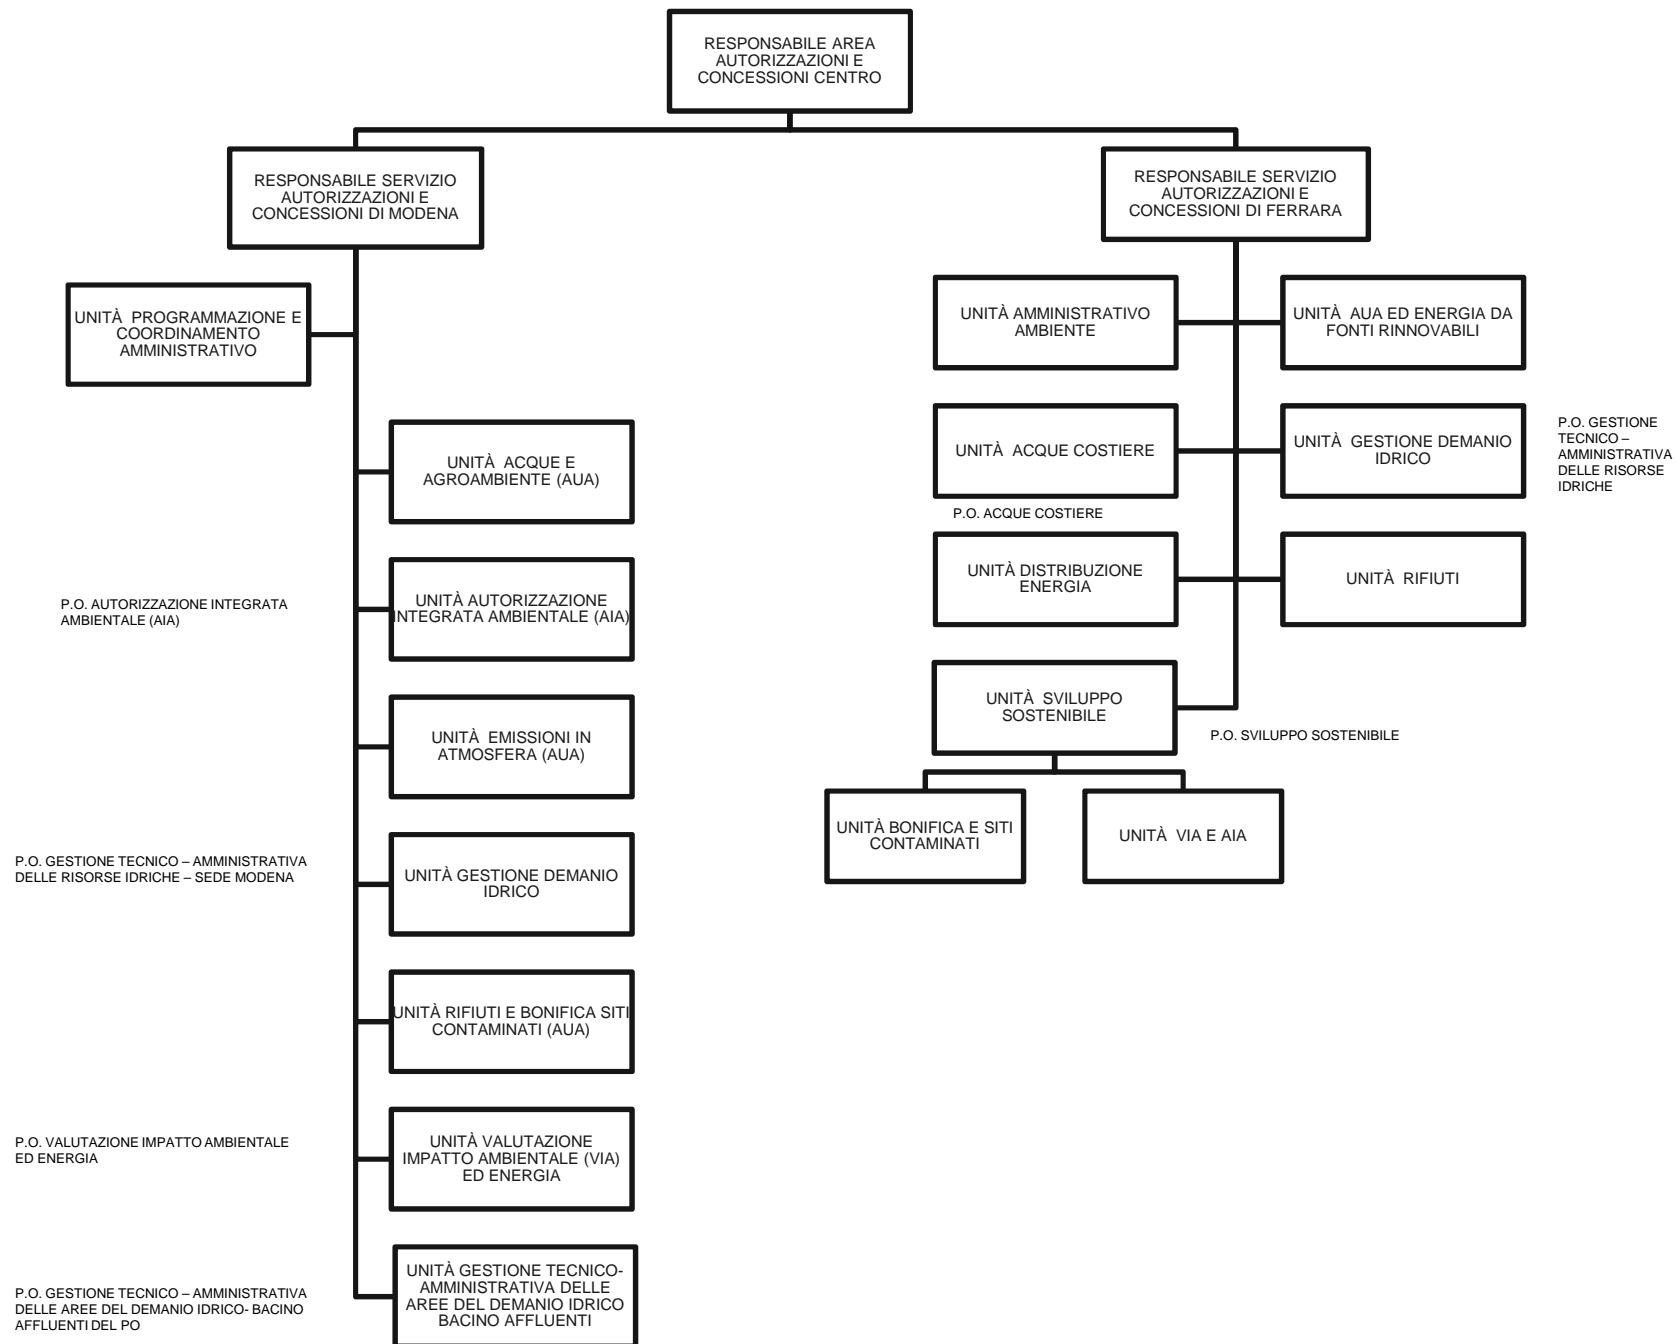 RESPONSABILE AREA
AUTORIZZAZIONI E
CONCESSIONI CENTRO
RESPONSABILE SERVIZIO
AUTORIZZAZIONI E
CONCESSIONI DI MODENA
RESPONSABILE SERVIZIO
AUTORIZZAZIONI E
CONCESSIONI DI FERRARA
UNITÀ PROGRAMMAZIONE E
COORDINAMENTO
AMMINISTRATIVO
UNITÀ ACQUE E
AGROAMBIENTE (AUA)
P.O. AUTORIZZAZIONE INTEGRATA
AMBIENTALE (AIA)
UNITÀ AUTORIZZAZIONE
INTEGRATA AMBIENTALE (AIA)
UNITÀ EMISSIONI IN
ATMOSFERA (AUA)
P.O. GESTIONE TECNICO – AMMINISTRATIVA
DELLE RISORSE IDRICHE – SEDE MODENA
UNITÀ GESTIONE DEMANIO
IDRICO
UNITÀ RIFIUTI E BONIFICA SITI
CONTAMINATI (AUA)
P.O. VALUTAZIONE IMPATTO AMBIENTALE
ED ENERGIA
UNITÀ VALUTAZIONE
IMPATTO AMBIENTALE (VIA)
ED ENERGIA
P.O. GESTIONE TECNICO – AMMINISTRATIVA
DELLE AREE DEL DEMANIO IDRICO- BACINO
AFFLUENTI DEL PO
UNITÀ GESTIONE TECNICO-
AMMINISTRATIVA DELLE
AREE DEL DEMANIO IDRICO
BACINO AFFLUENTI
UNITÀ AMMINISTRATIVO
AMBIENTE
UNITÀ AUA ED ENERGIA DA
FONTI RINNOVABILI
UNITÀ ACQUE COSTIERE
P.O. ACQUE COSTIERE
UNITÀ GESTIONE DEMANIO
IDRICO
P.O. GESTIONE
TECNICO –
AMMINISTRATIVA
DELLE RISORSE
IDRICHE
UNITÀ DISTRIBUZIONE
ENERGIA
UNITÀ RIFIUTI
UNITÀ SVILUPPO
SOSTENIBILE
P.O. SVILUPPO SOSTENIBILE
UNITÀ BONIFICA E SITI
CONTAMINATI
UNITÀ VIA E AIA